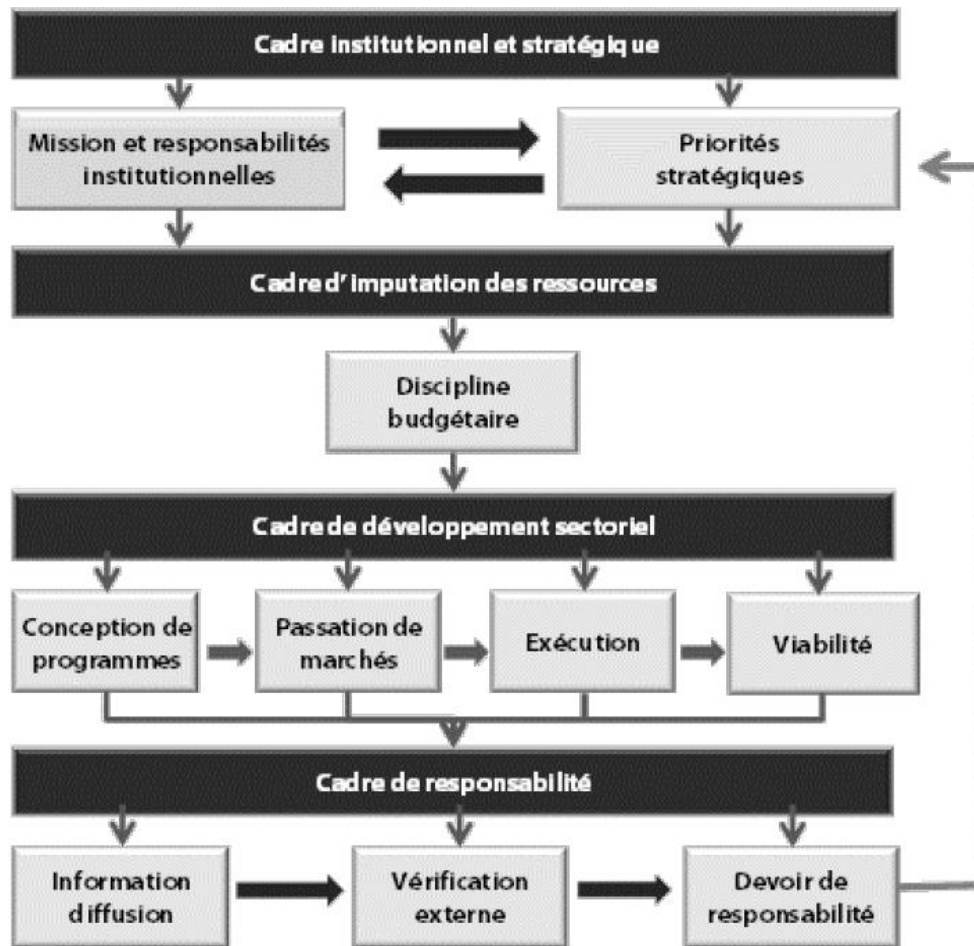 Cadre institutionnel et stratégique
Mission et responsabilités
institutionnelles
Priorités
stratégiques
Cadre d'imputation des ressources
Discipline
budgétaire
Cadre de développement sectoriel
Conception de
programmes
Passation de
marchés
Exécution
Viabilité
Cadre de responsabilité
Information
diffusion
Vérification
externe
Devoir de
responsabilité